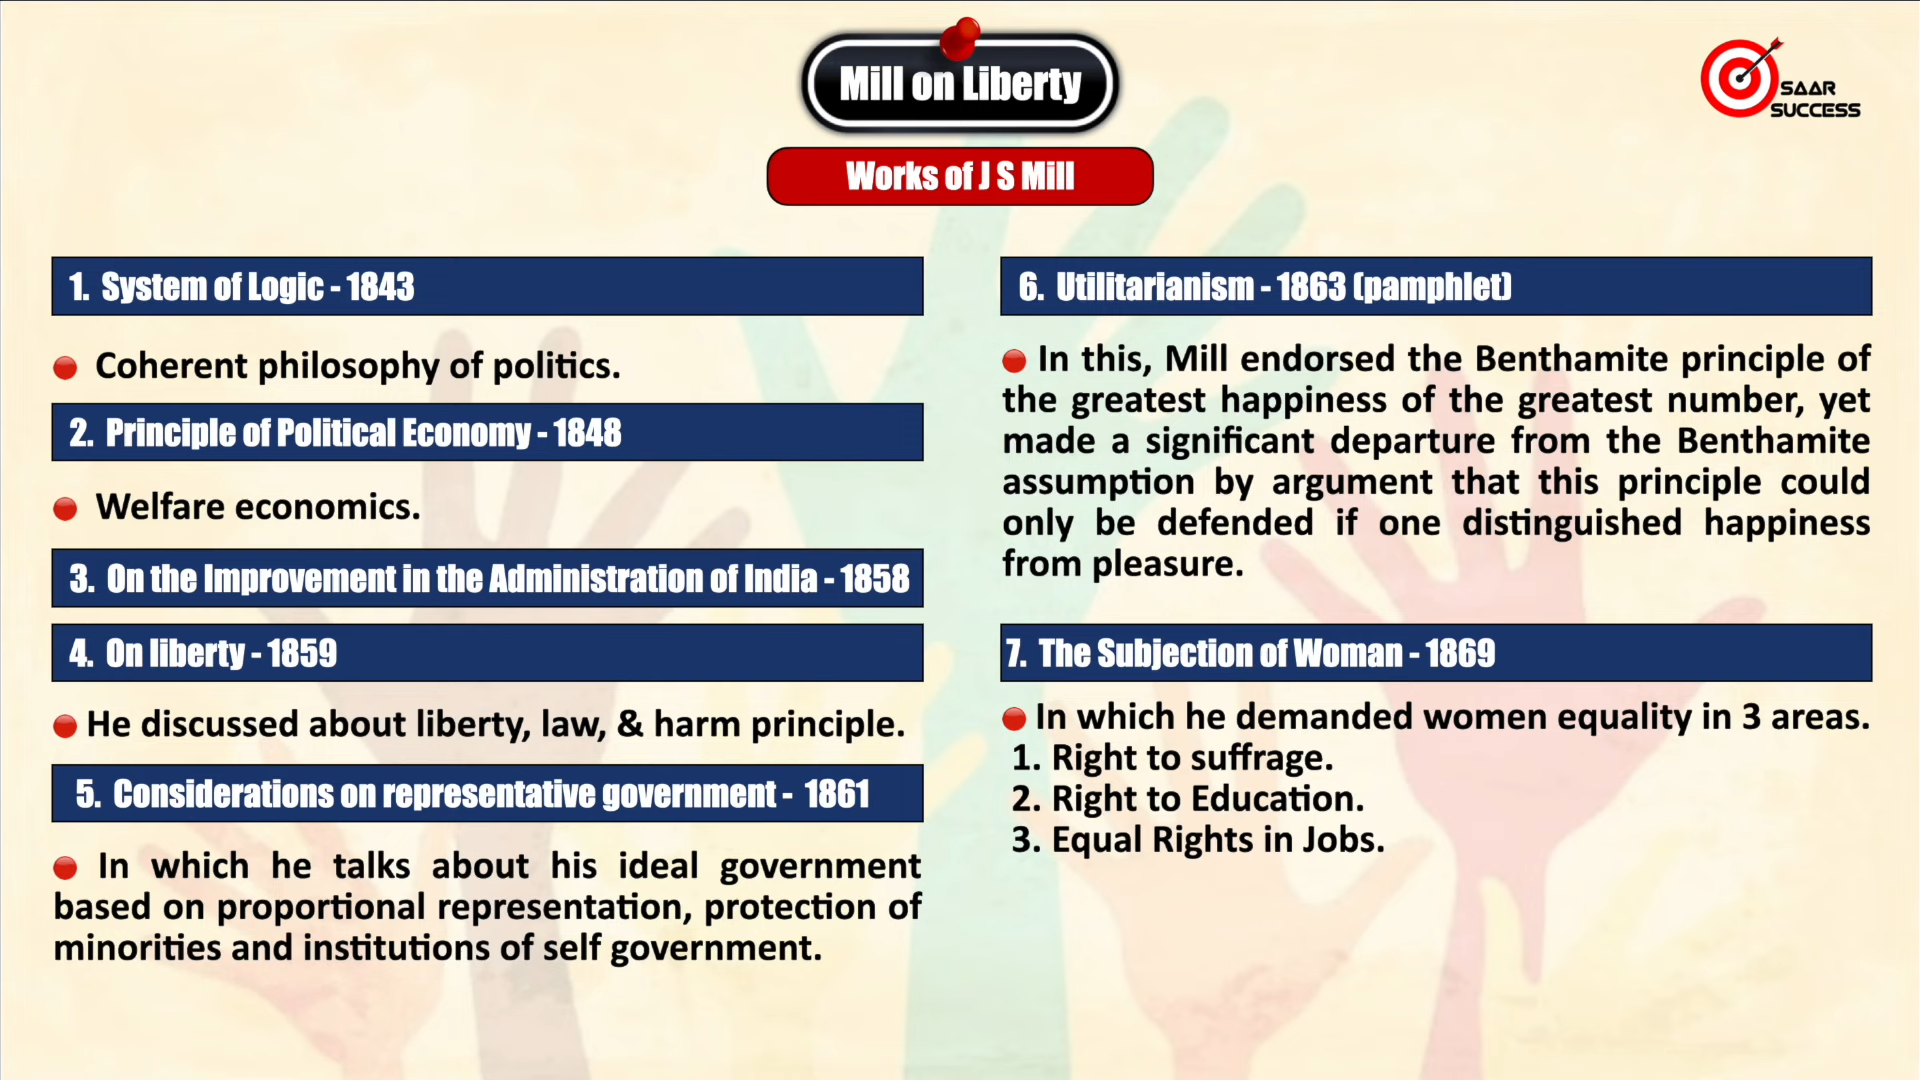 Mill on Liberty
SAAR
SUCCESS
Works of J S Mill
1. System of Logic - 1843
Coherent philosophy of politics.
2. Principle of Political Economy - 1848
Welfare economics.
3. On the Improvement in the Administration of India - 1858
4. On liberty - 1859
He discussed about liberty, law, & harm principle.
5. Considerations on representative government - 1861
In which he talks about his ideal government
based on proportional representation, protection of
minorities and institutions of self government.
6. Utilitarianism - 1863 (pamphlet)
In this, Mill endorsed the Benthamite principle of
the greatest happiness of the greatest number, yet
made a significant departure from the Benthamite
assumption by argument that this principle could
only be defended if one distinguished happiness
from pleasure.
7. The Subjection of Woman - 1869
In which he demanded women equality in 3 areas.
1. Right to suffrage.
2. Right to Education.
3. Equal Rights in Jobs.